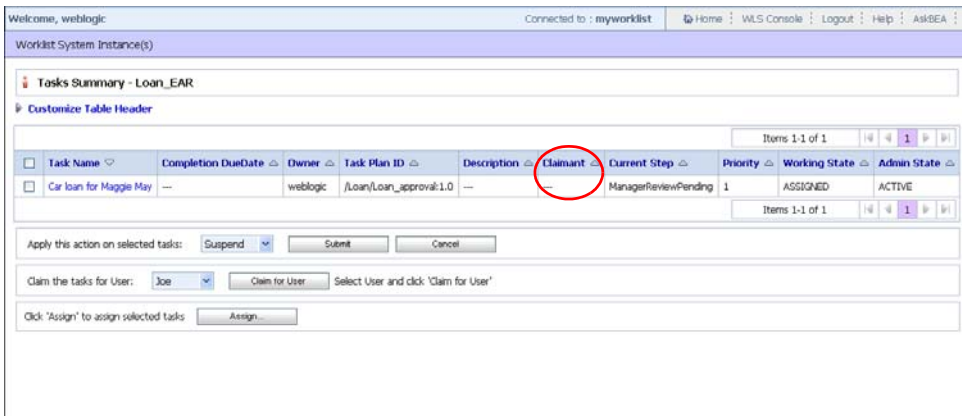 Welcome, weblogic Connected to : myworklist Home WLS Console Logout Help AskBEA
Worklist System Instance(s)
Tasks Summary - Loan_EAR
Customize Table Header
Items 1-1 of 1 1
Task Name Completion DueDate Owner Task Plan ID Description Claimant Current Step Priority Working State Admin State
Car loan for Maggie May --- weblogic /Loan/Loan_approval:1.0 --- --- ManagerReviewPending 1 ASSIGNED ACTIVE
Items 1-1 of 1 1
Apply this action on selected tasks: Suspend Submit Cancel
Claim the tasks for User: Joe Claim for User Select User and click 'Claim for User'
Click 'Assign' to assign selected tasks Assign...